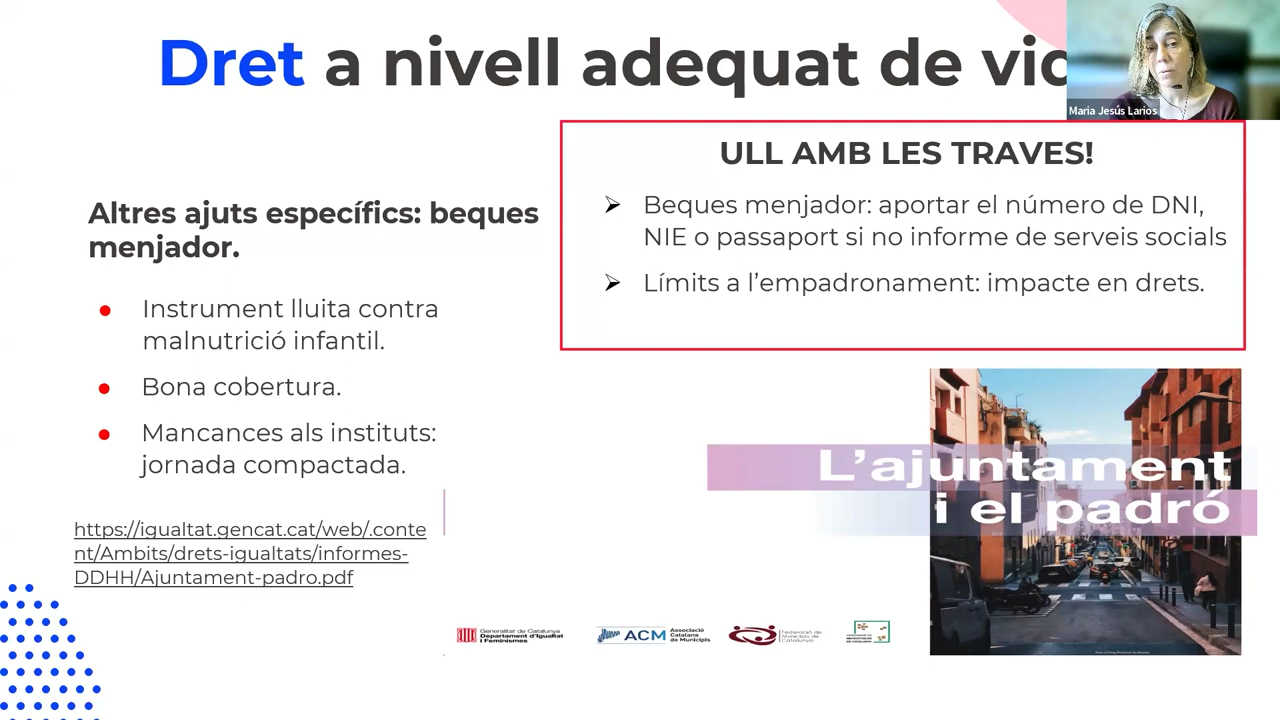 Dret a nivell adequat de vid
Maria Jesús Larios
Altres ajuts específics: beques
menjador.
● Instrument lluita contra
malnutrició infantil.
● Bona cobertura.
● Mancances als instituts:
jornada compactada.
https://igualtat.gencat.cat/web/.conte
nt/Ambits/drets-igualtats/informes-
DDHH/Ajuntament-padro.pdf
ULL AMB LES TRAVES!
➢ Beques menjador: aportar el número de DNI,
NIE o passaport si no informe de serveis socials
➢ Límits a l’empadronament: impacte en drets.
L’ajuntament
i el padró
Generalitat de Catalunya
Departament d'Igualtat
i Feminismes
ACM
Associació
Catalana
de Municipis
Federació de
Municipis de
Catalunya